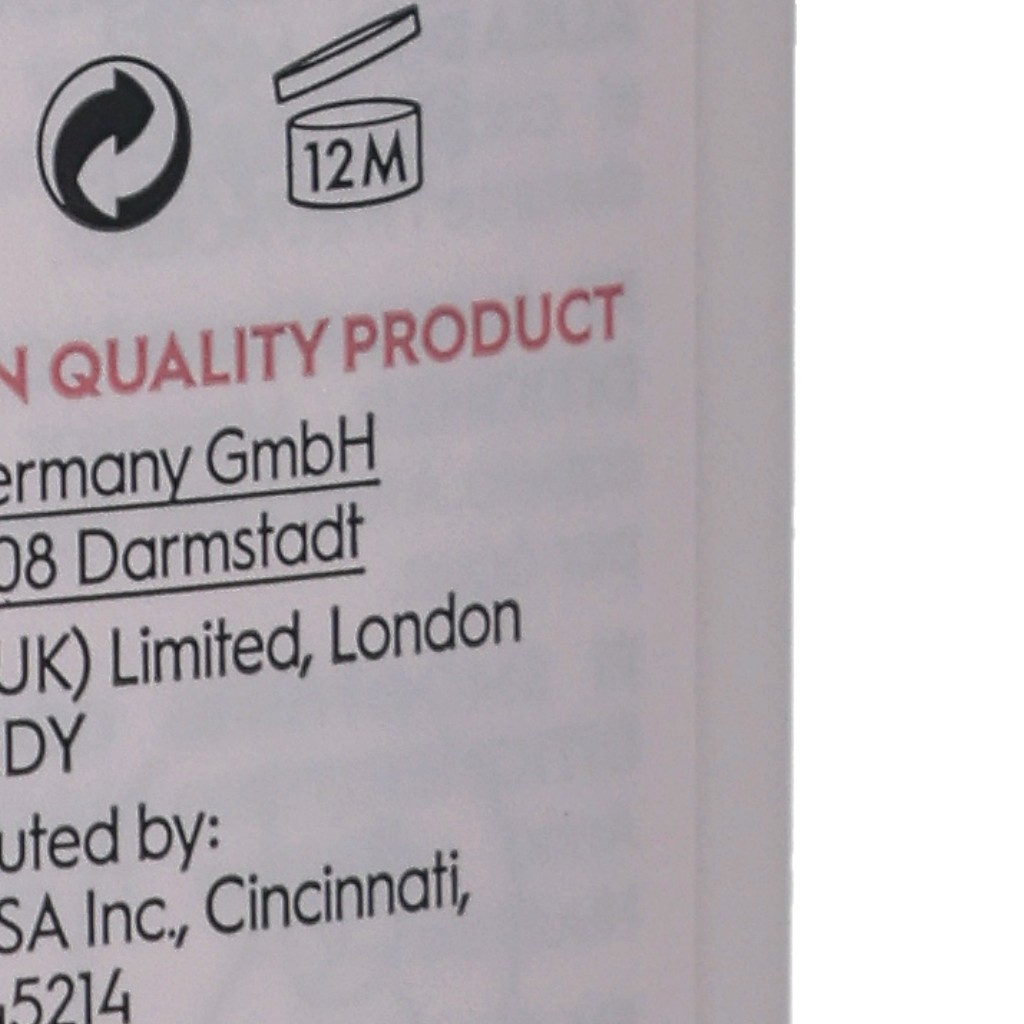 12M
N QUALITY PRODUCT
ermany GmbH
08 Darmstadt
UK) Limited, London
DY
uted by:
SA Inc., Cincinnati,
5214